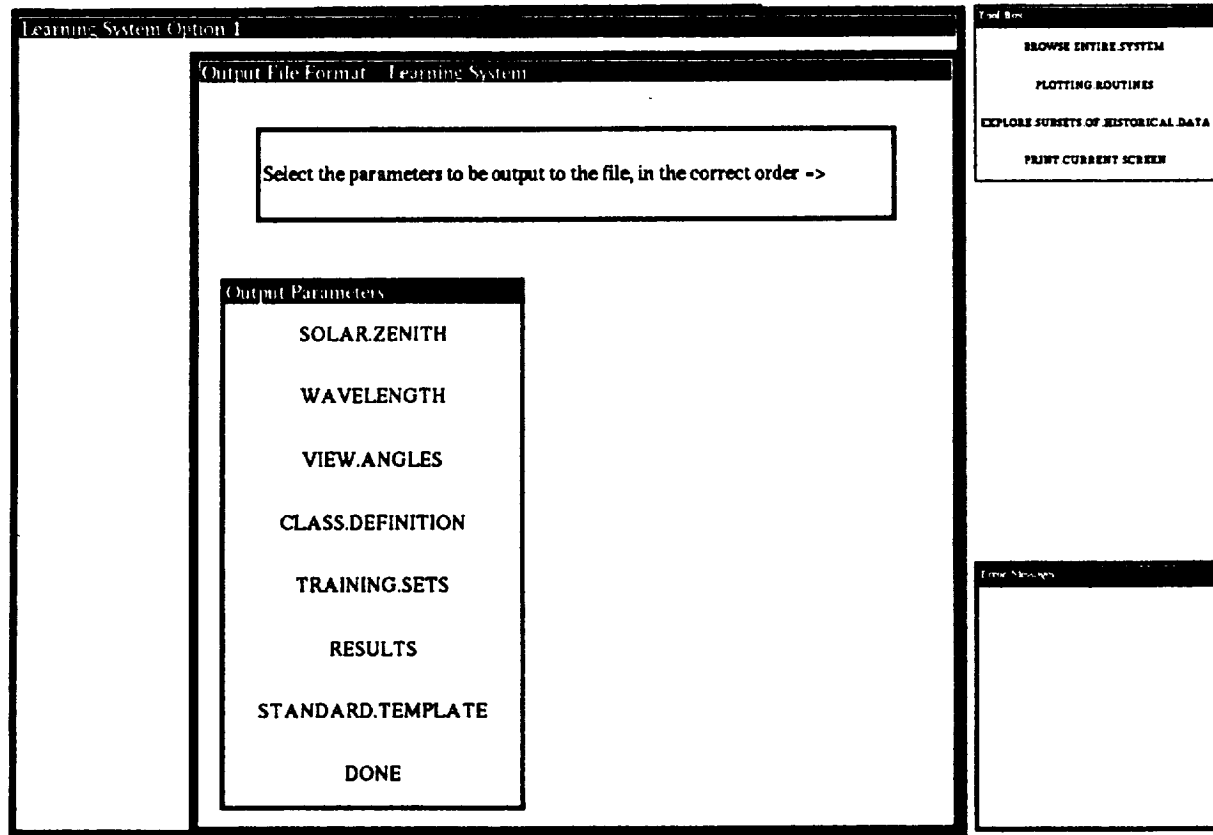 Learning System Option 1
Output File Format Learning System
Select the parameters to be output to the file, in the correct order =>
Output Parameters
SOLAR.ZENITH
WAVELENGTH
VIEW.ANGLES
CLASS.DEFINITION
TRAINING.SETS
RESULTS
STANDARD.TEMPLATE
DONE
Tool Box
BROWSE ENTIRE.SYSTEM
PLOTTING.ROUTINES
EXPLORE.SUBSETS.OF.HISTORICAL.DATA
PRINT.CURRENT SCREEN
Error Messages